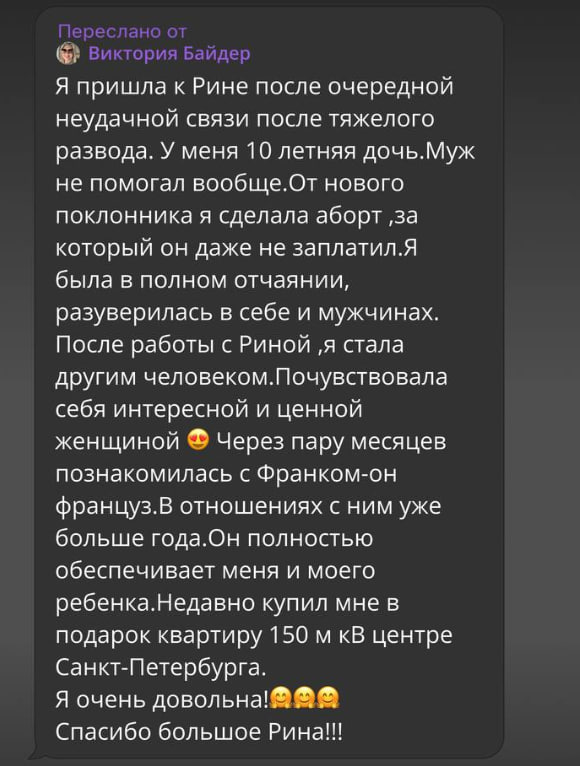 Переслано от
Виктория Байдер
Я пришла к Рине после очередной
неудачной связи после тяжелого
развода. У меня 10 летняя дочь.Муж
не помогал вообще.От нового
поклонника я сделала аборт ,за
который он даже не заплатил.Я
была в полном отчаянии,
разуверилась в себе и мужчинах.
После работы с Риной ,я стала
другим человеком.Почувствовала
себя интересной и ценной
женщиной 😍 Через пару месяцев
познакомилась с Франком-он
француз.В отношениях с ним уже
больше года.Он полностью
обеспечивает меня и моего
ребенка.Недавно купил мне в
подарок квартиру 150 м кВ центре
Санкт-Петербурга.
Я очень довольна!🤗🤗🤗
Спасибо большое Рина!!!